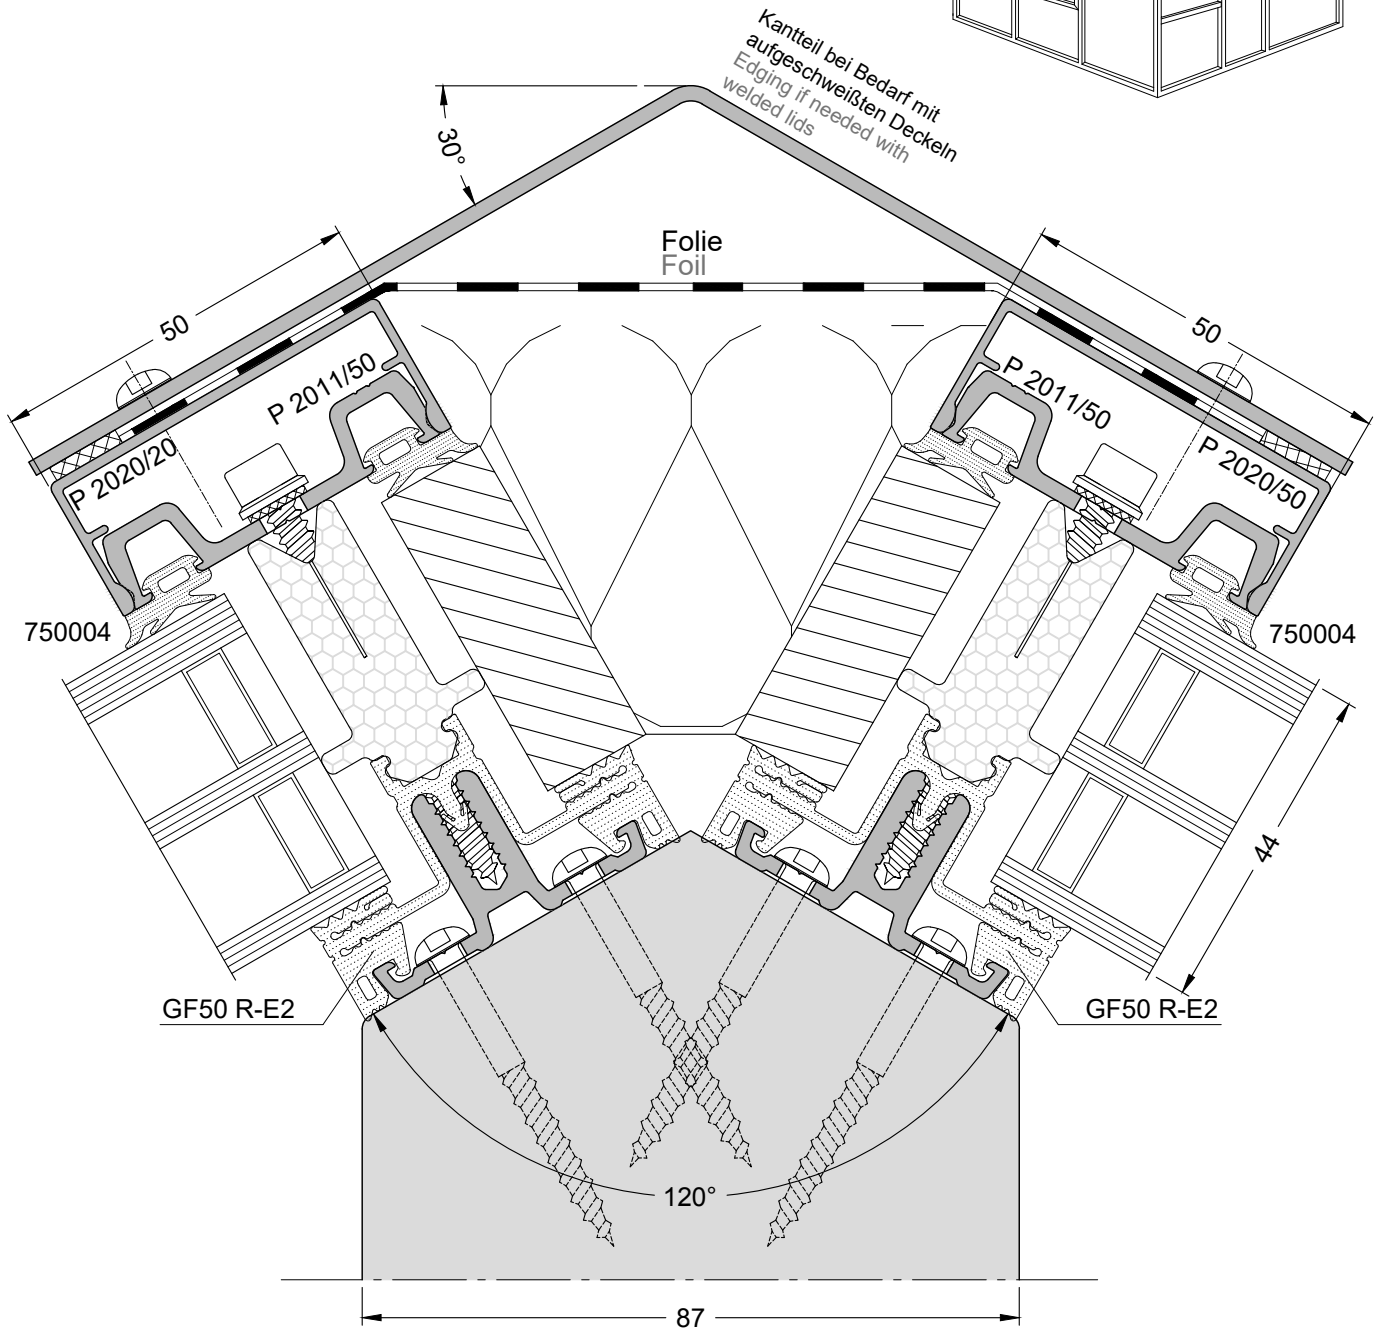 Kantteil bei Bedarf mit
aufgeschweißten Deckeln
Edging if needed with
welded lids
30°
Folie
Foil
50
50
P 2011/50
P 2020/20
P 2011/50
P 2020/50
750004
750004
44
GF50 R-E2
GF50 R-E2
120°
87